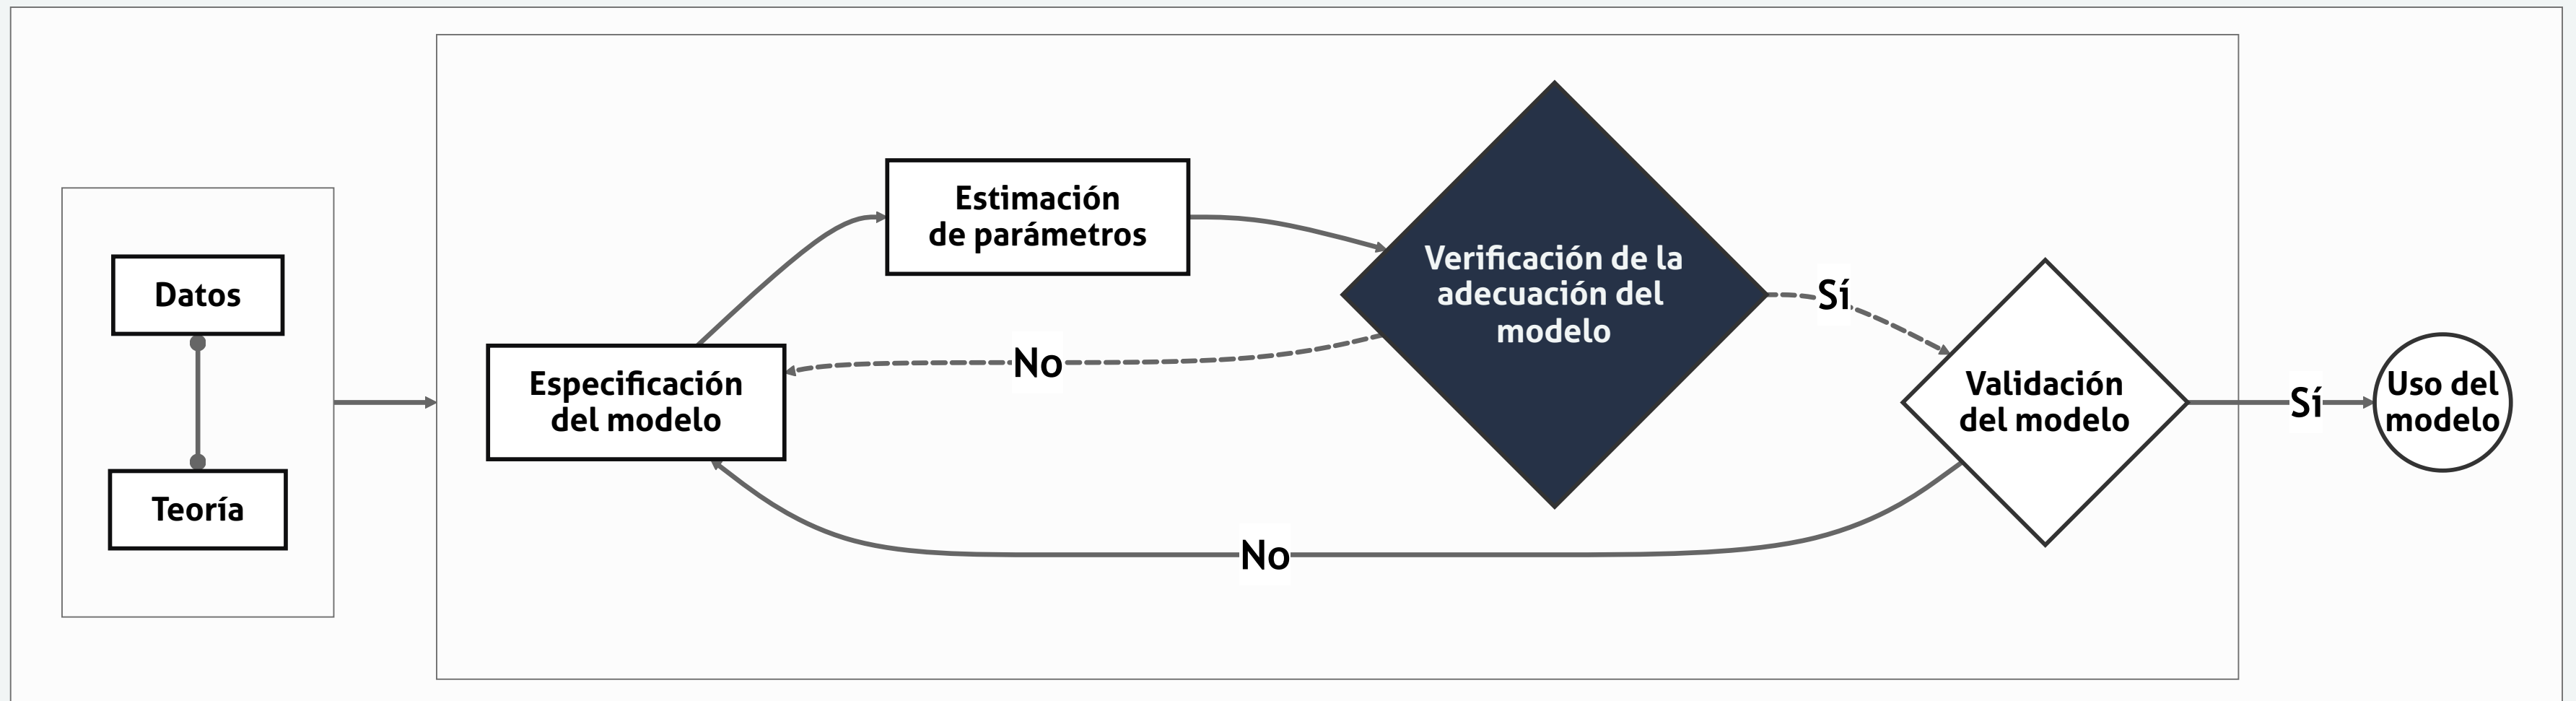 Datos
Teoría
Especificación
del modelo
Estimación
de parámetros
No
No
Verificación de la
adecuación del
modelo
Sí
Validación
del modelo
Sí
Uso del
modelo